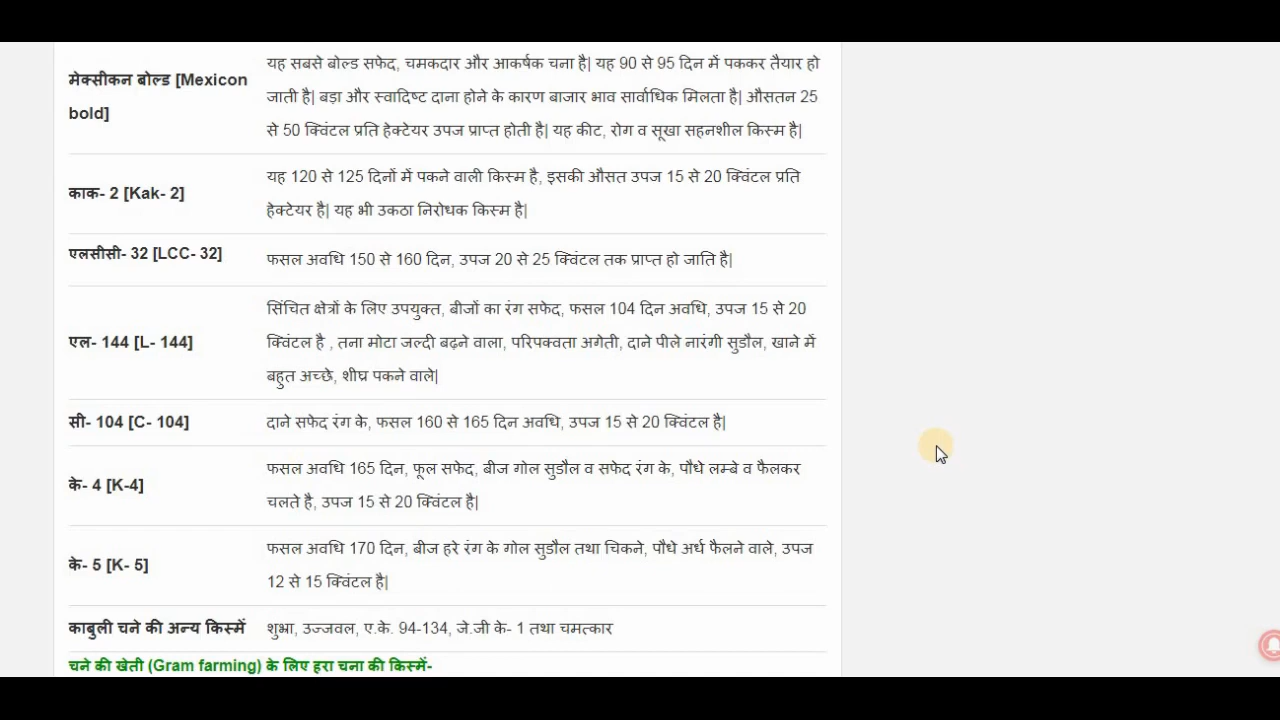 मेक्सीकन बोल्ड [Mexicon
bold]
यह सबसे बोल्ड सफेद, चमकदार और आकर्षक चना है| यह 90 से 95 दिन में पककर तैयार हो
जाती है| बड़ा और स्वादिष्ट दाना होने के कारण बाजार भाव सार्वाधिक मिलता है| औसतन 25
से 50 क्विंटल प्रति हेक्टेयर उपज प्राप्त होती है| यह कीट, रोग व सूखा सहनशील किस्म है|
काक- 2 [Kak- 2]
यह 120 से 125 दिनों में पकने वाली किस्म है, इसकी औसत उपज 15 से 20 क्विंटल प्रति
हेक्टेयर है| यह भी उकठा निरोधक किस्म है|
एलसीसी- 32 [LCC- 32]
फसल अवधि 150 से 160 दिन, उपज 20 से 25 क्विंटल तक प्राप्त हो जाति है|
एल- 144 [L- 144]
सिंचित क्षेत्रों के लिए उपयुक्त, बीजों का रंग सफेद, फसल 104 दिन अवधि, उपज 15 से 20
क्विंटल है , तना मोटा जल्दी बढ़ने वाला, परिपक्वता अगेती, दाने पीले नारंगी सुडौल, खाने में
बहुत अच्छे, शीघ्र पकने वाले|
सी- 104 [C- 104]
दाने सफेद रंग के, फसल 160 से 165 दिन अवधि, उपज 15 से 20 क्विंटल है|
के- 4 [K-4]
फसल अवधि 165 दिन, फूल सफेद, बीज गोल सुडौल व सफेद रंग के, पौधे लम्बे व फैलकर
चलते है, उपज 15 से 20 क्विंटल है|
के- 5 [K- 5]
फसल अवधि 170 दिन, बीज हरे रंग के गोल सुडौल तथा चिकने, पौधे अर्ध फैलने वाले, उपज
12 से 15 क्विंटल है|
काबुली चने की अन्य किस्में
शुभ्रा, उज्जवल, ए.के. 94-134, जे.जी के- 1 तथा चमत्कार
चने की खेती (Gram farming) के लिए हरा चना की किस्में-